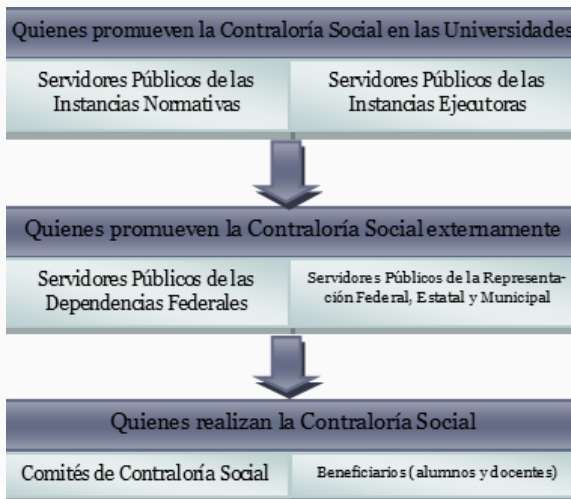 Quienes promueven la Contraloría Social en las Universidades
Servidores Públicos de las
Instancias Normativas
Servidores Públicos de las
Instancias Ejecutoras
Quienes promueven la Contraloría Social externamente
Servidores Públicos de las
Dependencias Federales
Servidores Públicos de la Representa-
ción Federal, Estatal y Municipal
Quienes realizan la Contraloría Social
Comités de Contraloría Social
Beneficiarios (alumnos y docentes)